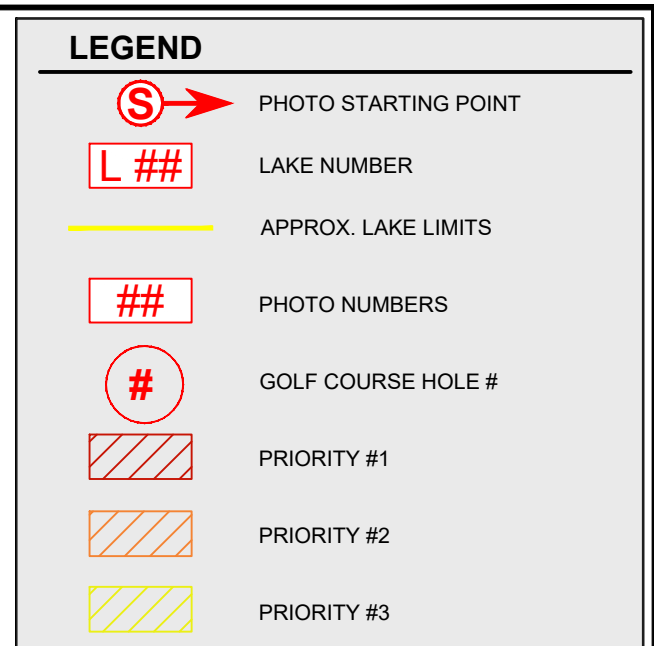 LEGEND
S PHOTO STARTING POINT
L ## LAKE NUMBER
APPROX. LAKE LIMITS
## PHOTO NUMBERS
# GOLF COURSE HOLE #
PRIORITY #1
PRIORITY #2
PRIORITY #3